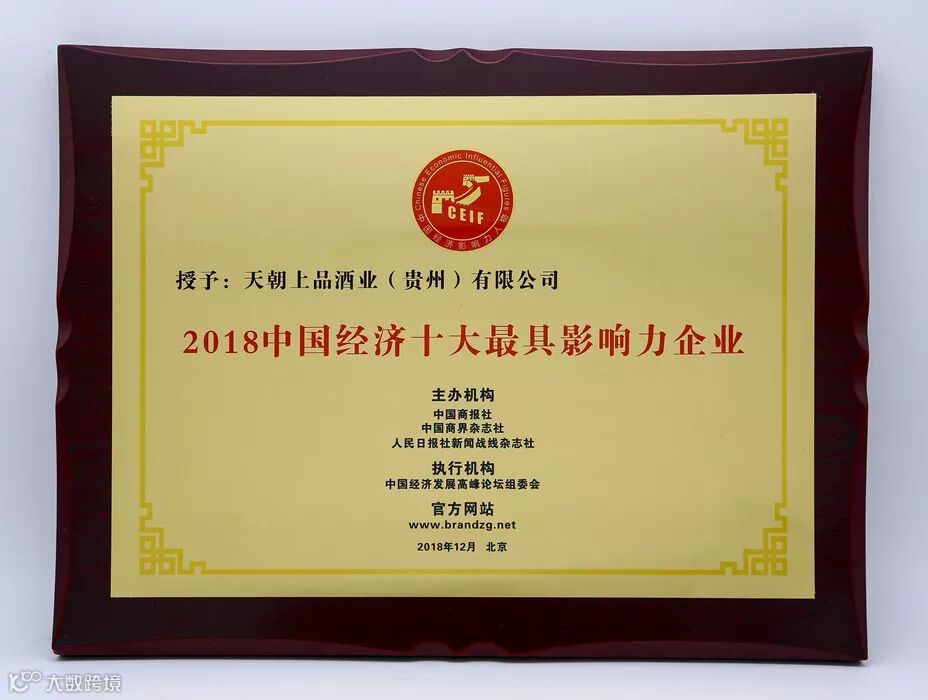 Chinese Economic Influential Figures
CEIF
中国经济影响力人物
授予：天朝上品酒业（贵州）有限公司
2018中国经济十大最具影响力企业
主办机构
中国商报社
中国商界杂志社
人民日报社新闻战线杂志社
执行机构
中国经济发展高峰论坛组委会
官方网站
www.brandzg.net
2018年12月 北京
大数跨境